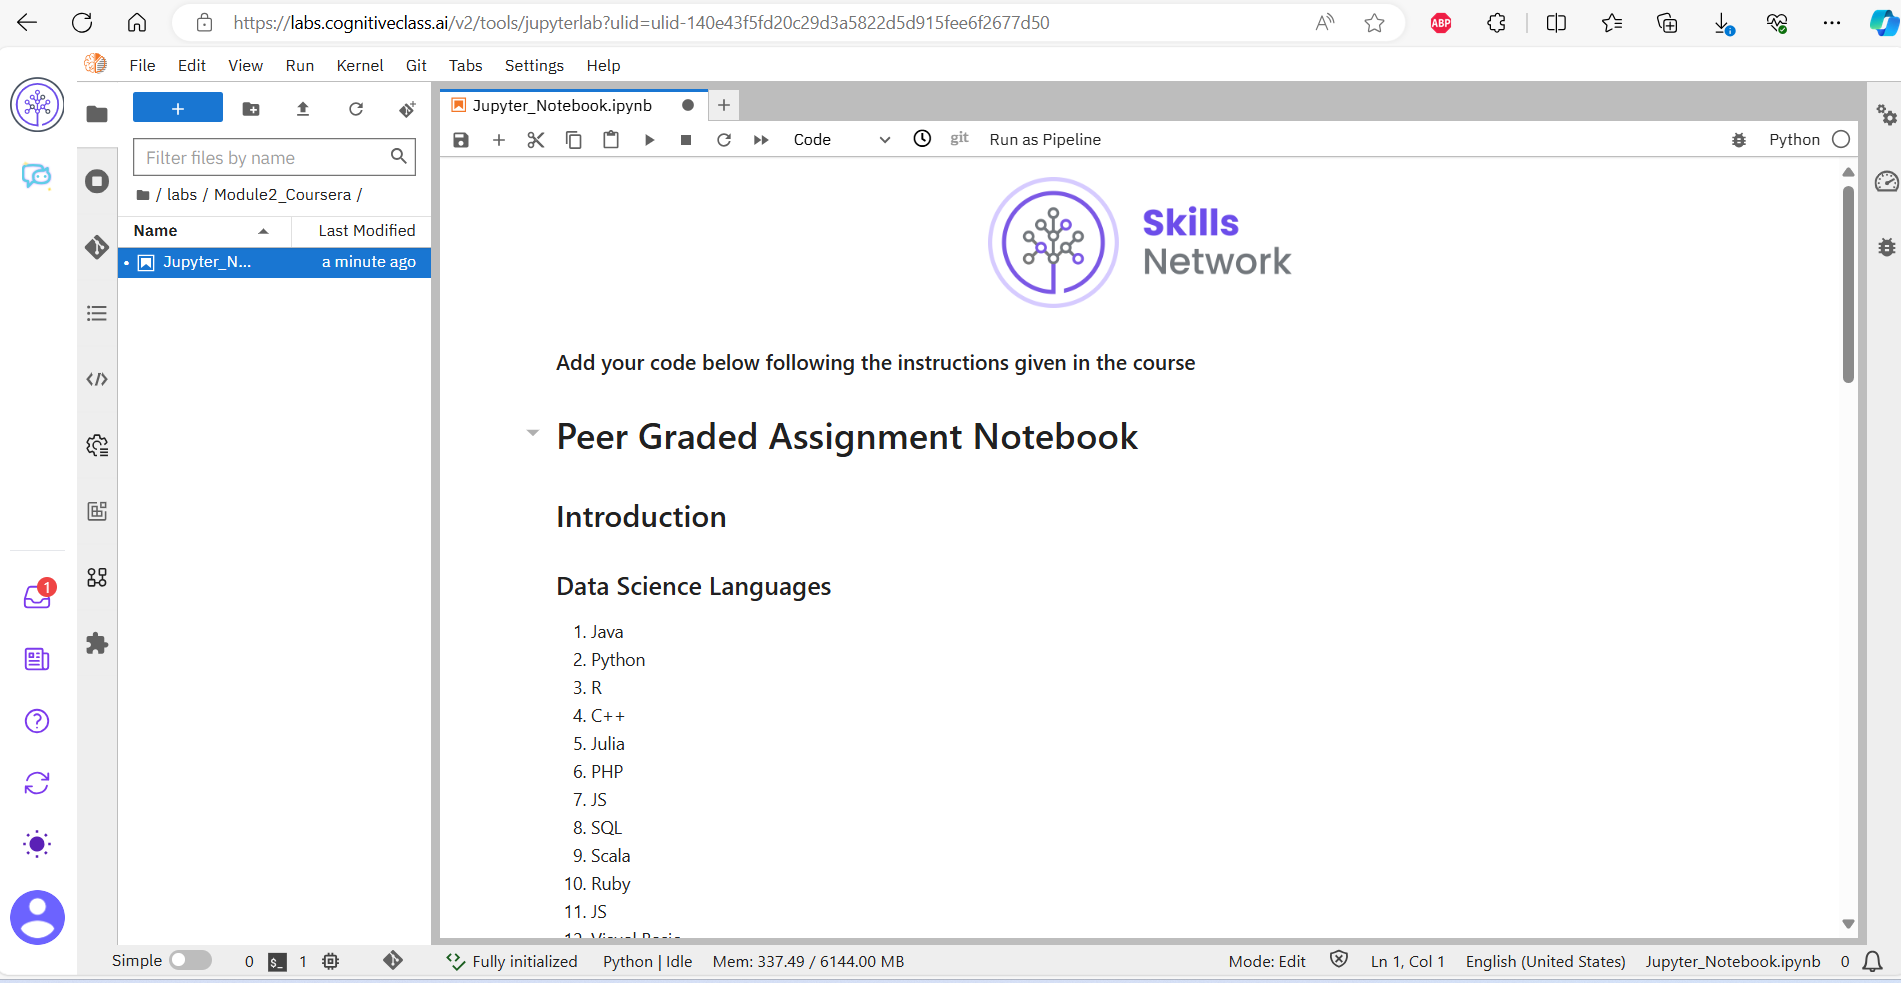 https://labs.cognitiveclass.ai/v2/tools/jupyterlab?ulid=ulid-140e43f5fd20c29d3a5822d5d915fee6f2677d50
ABP
File Edit View Run Kernel Git Tabs Settings Help
Jupyter_Notebook.ipynb
Code
git
Run as Pipeline
Python
Filter files by name
/ labs / Module2_Coursera /
Name Last Modified
Jupyter_N... a minute ago
Skills
Network
Add your code below following the instructions given in the course
Peer Graded Assignment Notebook
Introduction
Data Science Languages
1. Java
2. Python
3. R
4. C++
5. Julia
6. PHP
7. JS
8. SQL
9. Scala
10. Ruby
11. JS
12. Visual Basic
1
Simple 0 $_ 1 Fully initialized Python | Idle Mem: 337.49 / 6144.00 MB Mode: Edit Ln 1, Col 1 English (United States) Jupyter_Notebook.ipynb 0